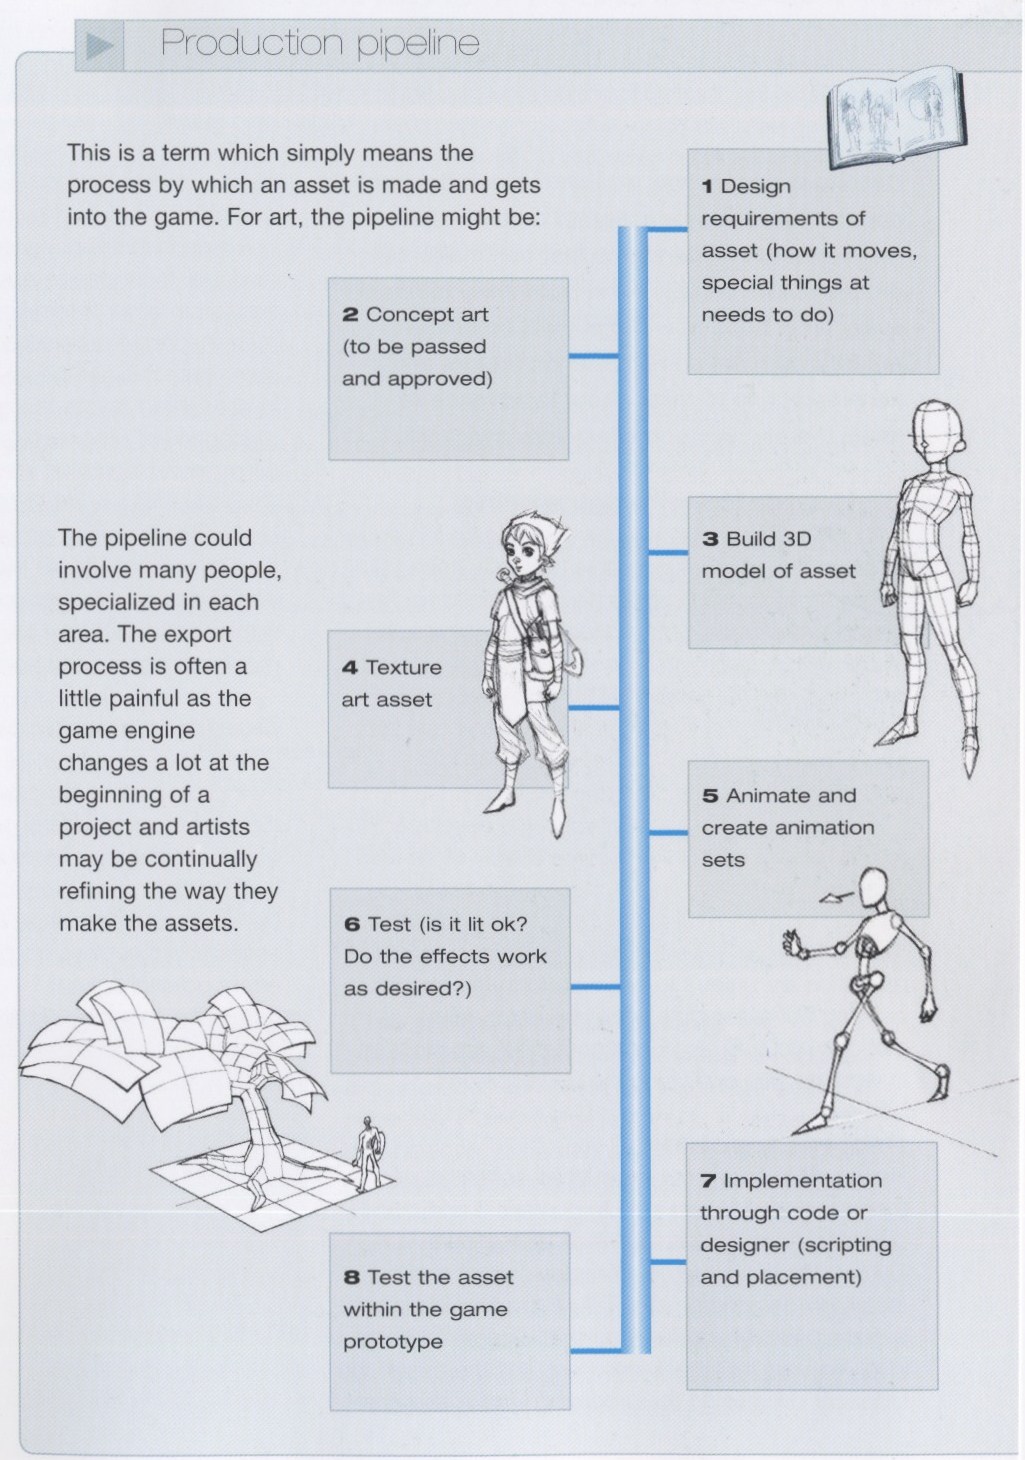 Production pipeline
This is a term which simply means the
process by which an asset is made and gets
into the game. For art, the pipeline might be:
1 Design
requirements of
asset (how it moves,
special things at
needs to do)
2 Concept art
(to be passed
and approved)
3 Build 3D
model of asset
The pipeline could
involve many people,
specialized in each
area. The export
process is often a
little painful as the
game engine
changes a lot at the
beginning of a
project and artists
may be continually
refining the way they
make the assets.
4 Texture
art asset
5 Animate and
create animation
sets
6 Test (is it lit ok?
Do the effects work
as desired?)
7 Implementation
through code or
designer (scripting
and placement)
8 Test the asset
within the game
prototype